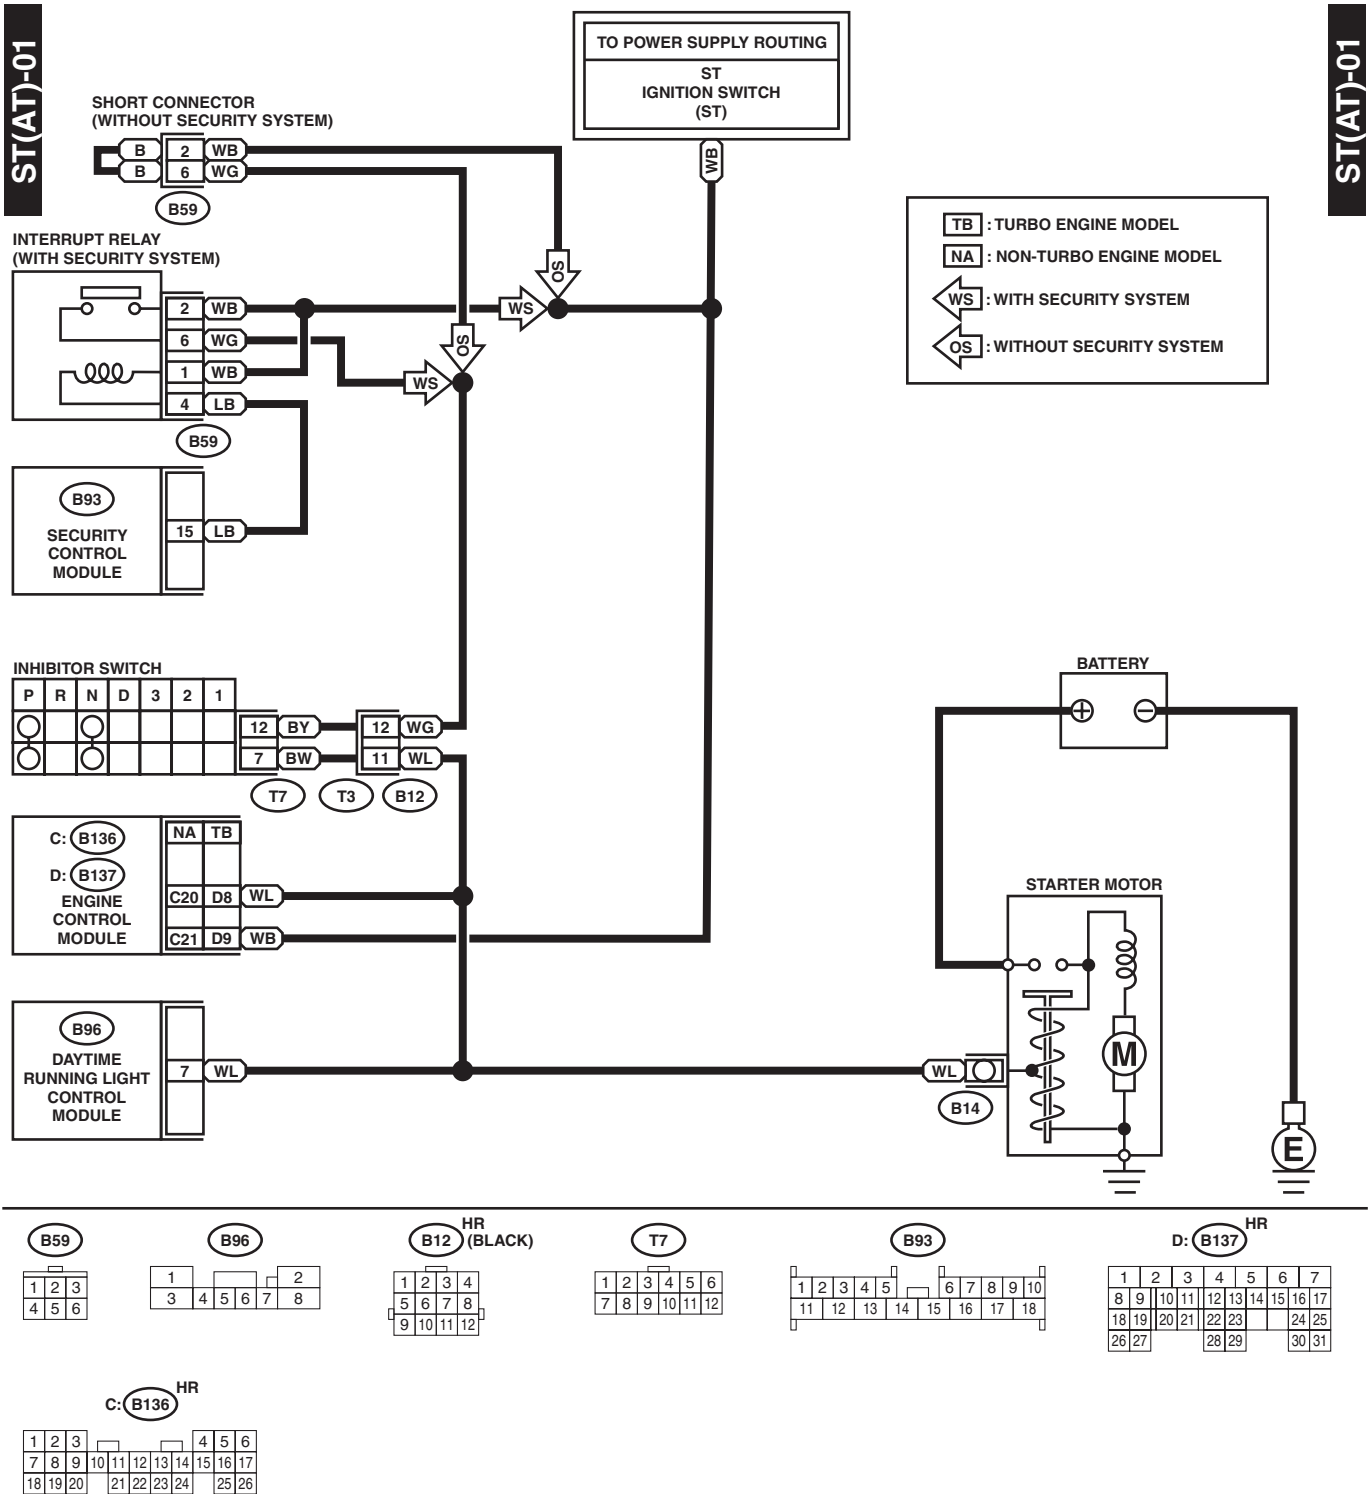 ST(AT)-01
ST(AT)-01
TO POWER SUPPLY ROUTING
ST
IGNITION SWITCH
(ST)
WB
SHORT CONNECTOR
(WITHOUT SECURITY SYSTEM)
B 2 WB
B 6 WG
B59
TB : TURBO ENGINE MODEL
NA : NON-TURBO ENGINE MODEL
WS : WITH SECURITY SYSTEM
OS : WITHOUT SECURITY SYSTEM
INTERRUPT RELAY
(WITH SECURITY SYSTEM)
OS
2 WB
WS
6 WG
OS
1 WB
WS
4 LB
B59
B93
SECURITY
CONTROL
MODULE
15 LB
INHIBITOR SWITCH
P R N D 3 2 1
12 BY 12 WG
7 BW 11 WL
T7 T3 B12
BATTERY
+ −
C: B136
D: B137
ENGINE
CONTROL
MODULE
NA TB
C20 D8 WL
C21 D9 WB
STARTER MOTOR
M
B96
DAYTIME
RUNNING LIGHT
CONTROL
MODULE
7 WL
WL
B14
E
B59
1 2 3
4 5 6
B96
1 2
3 4 5 6 7 8
B12 HR
(BLACK)
1 2 3 4
5 6 7 8
9 10 11 12
T7
1 2 3 4 5 6
7 8 9 10 11 12
B93
1 2 3 4 5 6 7 8 9 10
11 12 13 14 15 16 17 18
D: B137 HR
1 2 3 4 5 6 7
8 9 10 11 12 13 14 15 16 17
18 19 20 21 22 23 24 25
26 27 28 29 30 31
C: B136 HR
1 2 3 4 5 6
7 8 9 10 11 12 13 14 15 16 17
18 19 20 21 22 23 24 25 26